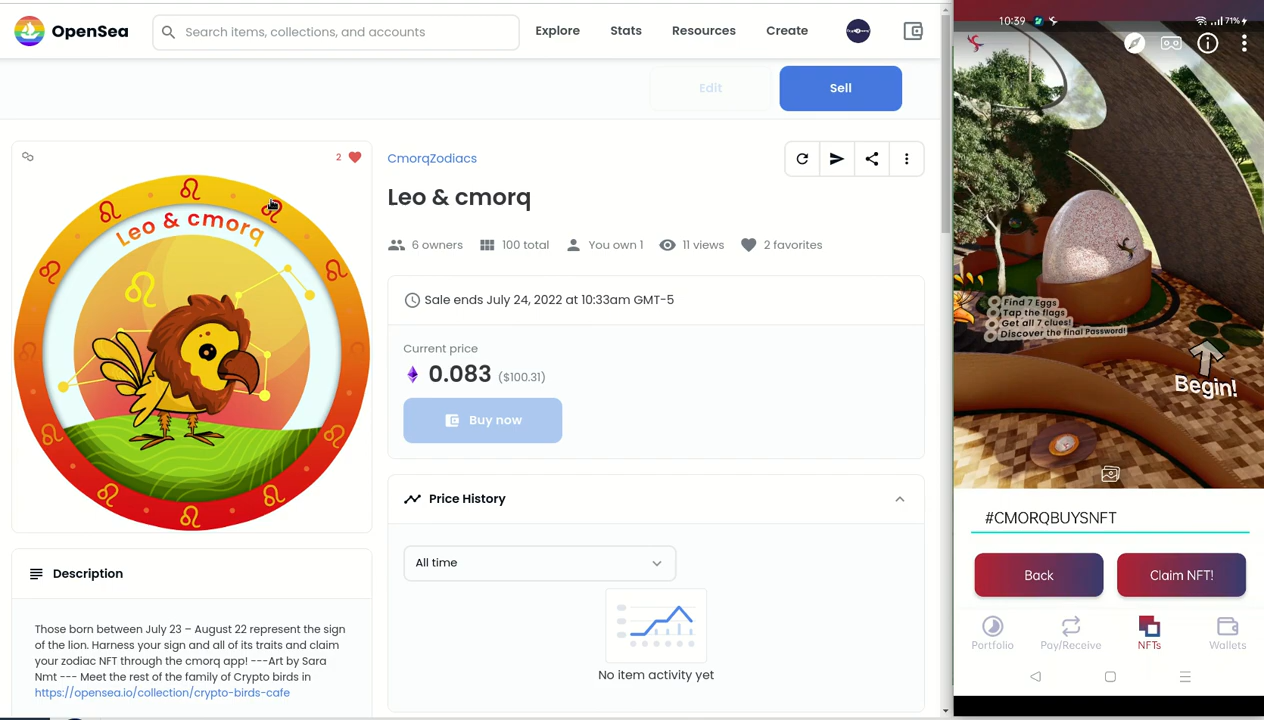 OpenSea
Search items, collections, and accounts
Explore
Stats
Resources
Create
Edit
Sell
2
Leo & cmorq
CmorqZodiacs
Leo & cmorq
6 owners
100 total
You own 1
11 views
2 favorites
Sale ends July 24, 2022 at 10:33am GMT-5
Current price
0.083 ($100.31)
Buy now
Price History
All time
No item activity yet
Description
Those born between July 23 – August 22 represent the sign
of the lion. Harness your sign and all of its traits and claim
your zodiac NFT through the cmorq app! ---Art by Sara
Nmt --- Meet the rest of the family of Crypto birds in
https://opensea.io/collection/crypto-birds-cafe
10:39
71%
Find 7 Eggs
Tap the flags
Get all 7 clues!
Discover the final Password!
Begin!
#CMORQBUYSNFT
Back
Claim NFT!
Portfolio
Pay/Receive
NFTs
Wallets